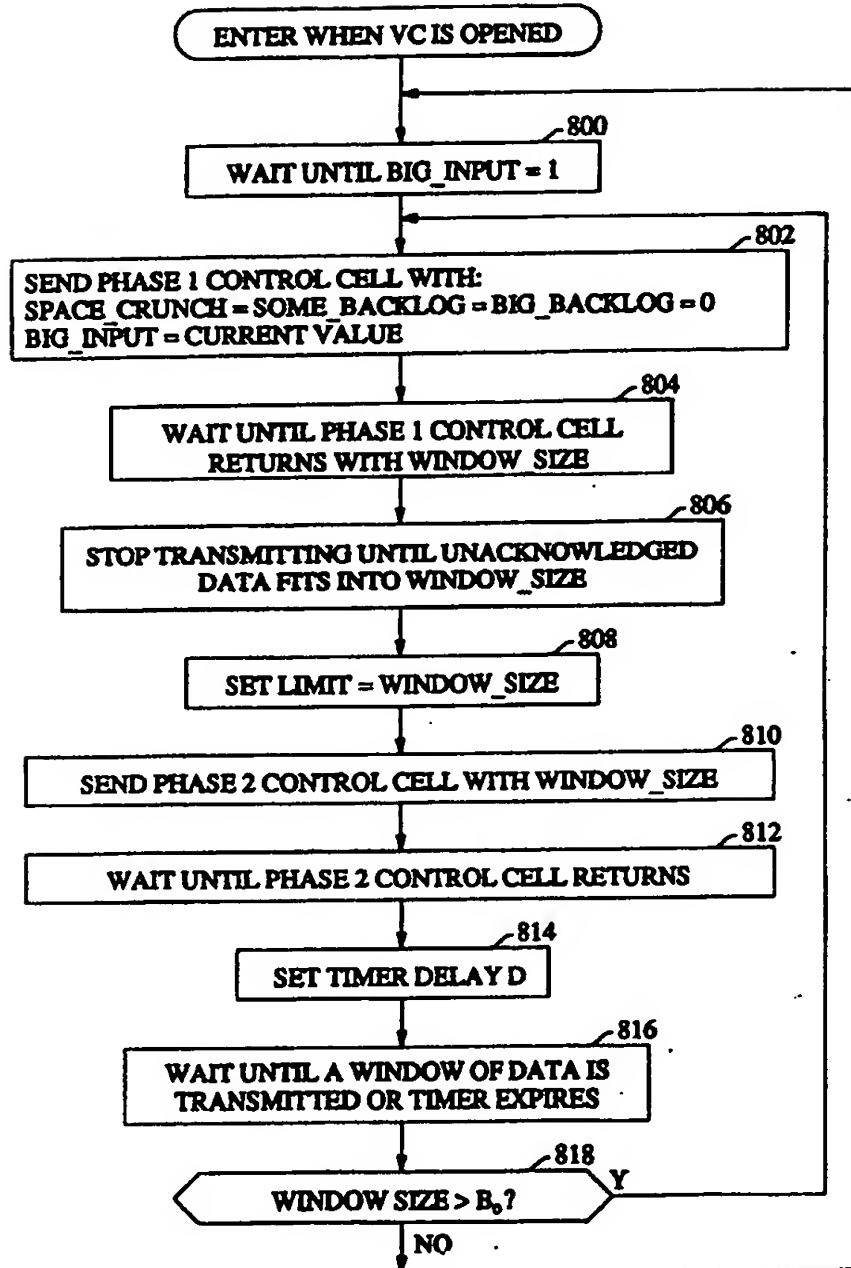 ENTER WHEN VC IS OPENED
800
WAIT UNTIL BIG_INPUT = 1
802
SEND PHASE 1 CONTROL CELL WITH:
SPACE_CRUNCH = SOME_BACKLOG = BIG_BACKLOG = 0
BIG_INPUT = CURRENT VALUE
804
WAIT UNTIL PHASE 1 CONTROL CELL
RETURNS WITH WINDOW_SIZE
806
STOP TRANSMITTING UNTIL UNACKNOWLEDGED
DATA FITS INTO WINDOW_SIZE
808
SET LIMIT = WINDOW_SIZE
810
SEND PHASE 2 CONTROL CELL WITH WINDOW_SIZE
812
WAIT UNTIL PHASE 2 CONTROL CELL RETURNS
814
SET TIMER DELAY D
816
WAIT UNTIL A WINDOW OF DATA IS
TRANSMITTED OR TIMER EXPIRES
818
WINDOW SIZE > B₀?
Y
NO